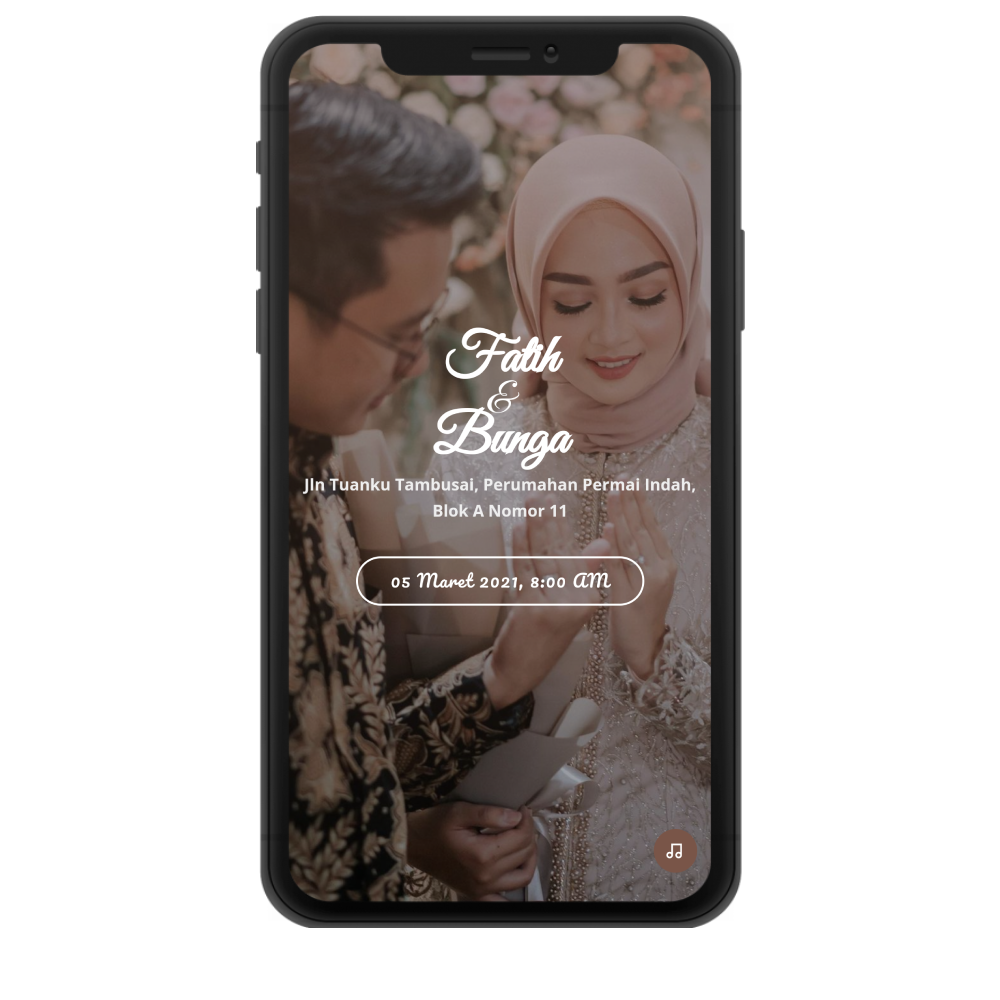 Fatih
&
Bunga
Jln Tuanku Tambusai, Perumahan Permai Indah,
Blok A Nomor 11
05 Maret 2021, 8:00 AM